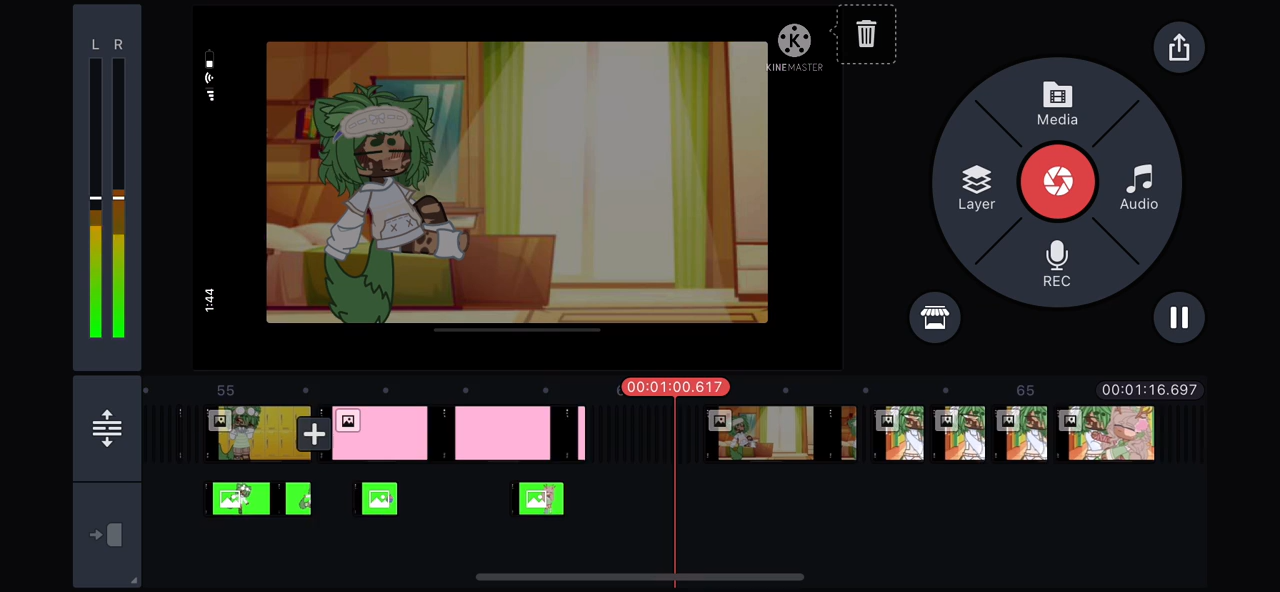 L R
K
KINEMASTER
Media
Layer
Audio
REC
1:44
55
00:01:00.617
65
00:01:16.697